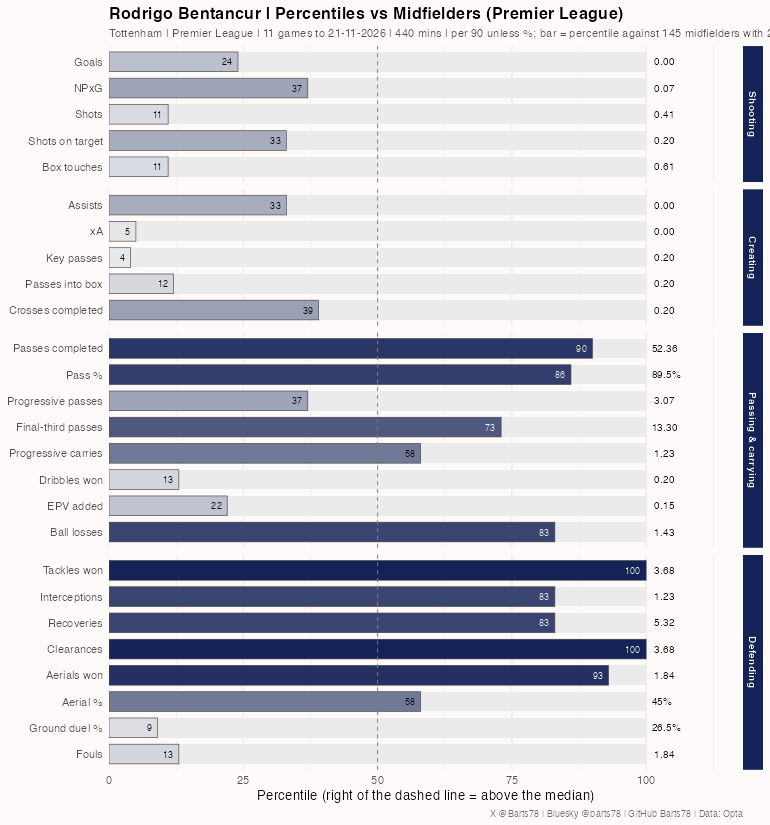 Rodrigo Bentancur | Percentiles vs Midfielders (Premier League)
Tottenham | Premier League | 11 games to 21-11-2026 | 440 mins | per 90 unless %; bar = percentile against 145 midfielders with 2
Goals 24 0.00
NPxG 37 0.07
Shots 11 0.41
Shots on target 33 0.20
Box touches 11 0.61
Shooting
Assists 33 0.00
xA 5 0.00
Key passes 4 0.20
Passes into box 12 0.20
Crosses completed 39 0.20
Creating
Passes completed 90 52.36
Pass % 86 89.5%
Progressive passes 37 3.07
Final-third passes 73 13.30
Progressive carries 58 1.23
Dribbles won 13 0.20
EPV added 22 0.15
Ball losses 83 1.43
Passing & carrying
Tackles won 100 3.68
Interceptions 83 1.23
Recoveries 83 5.32
Clearances 100 3.68
Aerials won 93 1.84
Aerial % 58 45%
Ground duel % 9 26.5%
Fouls 13 1.84
Defending
0 25 50 75 100
Percentile (right of the dashed line = above the median)
X @Barts78 | Bluesky @barts78 | GitHub Barts78 | Data: Opta